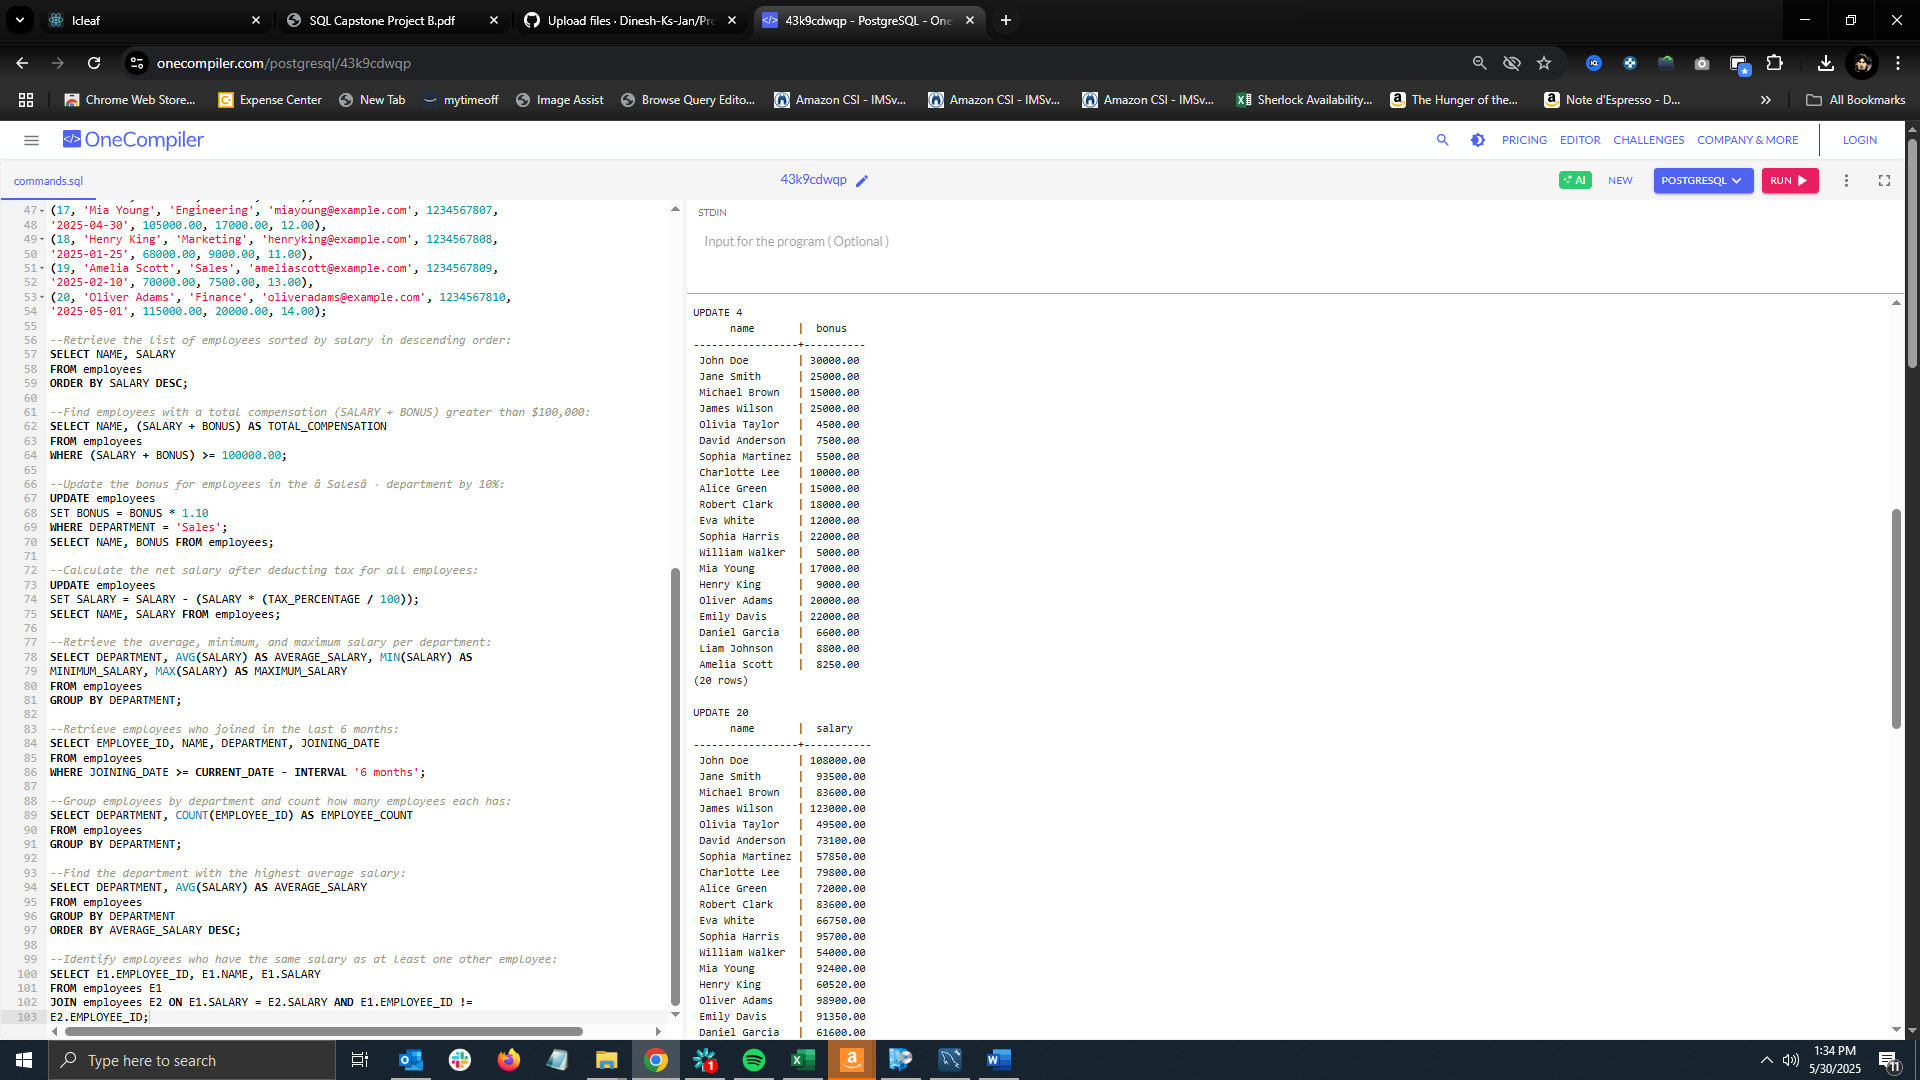 Icleaf
SQL Capstone Project B.pdf
Upload files · Dinesh-Ks-Jan/Pro
43k9cdwqp - PostgreSQL - One
onecompiler.com/postgresql/43k9cdwqp
Chrome Web Store...
Expense Center
New Tab
mytimeoff
Image Assist
Browse Query Edito...
Amazon CSI - IMSv...
Amazon CSI - IMSv...
Amazon CSI - IMSv...
Sherlock Availability...
The Hunger of the...
Note d'Espresso - D...
All Bookmarks
OneCompiler
PRICING
EDITOR
CHALLENGES
COMPANY & MORE
LOGIN
commands.sql
43k9cdwqp
AI
NEW
POSTGRESQL
RUN
47 (17, 'Mia Young', 'Engineering', 'miayoung@example.com', 1234567807,
48 '2025-04-30', 105000.00, 17000.00, 12.00),
49 (18, 'Henry King', 'Marketing', 'henryking@example.com', 1234567808,
50 '2025-01-25', 68000.00, 9000.00, 11.00),
51 (19, 'Amelia Scott', 'Sales', 'ameliascott@example.com', 1234567809,
52 '2025-02-10', 70000.00, 7500.00, 13.00),
53 (20, 'Oliver Adams', 'Finance', 'oliveradams@example.com', 1234567810,
54 '2025-05-01', 115000.00, 20000.00, 14.00);
55
56 --Retrieve the list of employees sorted by salary in descending order:
57 SELECT NAME, SALARY
58 FROM employees
59 ORDER BY SALARY DESC;
60
61 --Find employees with a total compensation (SALARY + BONUS) greater than $100,000:
62 SELECT NAME, (SALARY + BONUS) AS TOTAL_COMPENSATION
63 FROM employees
64 WHERE (SALARY + BONUS) >= 100000.00;
65
66 --Update the bonus for employees in the â Salesâ · department by 10%:
67 UPDATE employees
68 SET BONUS = BONUS * 1.10
69 WHERE DEPARTMENT = 'Sales';
70 SELECT NAME, BONUS FROM employees;
71
72 --Calculate the net salary after deducting tax for all employees:
73 UPDATE employees
74 SET SALARY = SALARY - (SALARY * (TAX_PERCENTAGE / 100));
75 SELECT NAME, SALARY FROM employees;
76
77 --Retrieve the average, minimum, and maximum salary per department:
78 SELECT DEPARTMENT, AVG(SALARY) AS AVERAGE_SALARY, MIN(SALARY) AS
79 MINIMUM_SALARY, MAX(SALARY) AS MAXIMUM_SALARY
80 FROM employees
81 GROUP BY DEPARTMENT;
82
83 --Retrieve employees who joined in the last 6 months:
84 SELECT EMPLOYEE_ID, NAME, DEPARTMENT, JOINING_DATE
85 FROM employees
86 WHERE JOINING_DATE >= CURRENT_DATE - INTERVAL '6 months';
87
88 --Group employees by department and count how many employees each has:
89 SELECT DEPARTMENT, COUNT(EMPLOYEE_ID) AS EMPLOYEE_COUNT
90 FROM employees
91 GROUP BY DEPARTMENT;
92
93 --Find the department with the highest average salary:
94 SELECT DEPARTMENT, AVG(SALARY) AS AVERAGE_SALARY
95 FROM employees
96 GROUP BY DEPARTMENT
97 ORDER BY AVERAGE_SALARY DESC;
98
99 --Identify employees who have the same salary as at least one other employee:
100 SELECT E1.EMPLOYEE_ID, E1.NAME, E1.SALARY
101 FROM employees E1
102 JOIN employees E2 ON E1.SALARY = E2.SALARY AND E1.EMPLOYEE_ID !=
103 E2.EMPLOYEE_ID;
STDIN
Input for the program ( Optional )
UPDATE 4
name | bonus
-----------------+----------
John Doe | 30000.00
Jane Smith | 25000.00
Michael Brown | 15000.00
James Wilson | 25000.00
Olivia Taylor | 4500.00
David Anderson | 7500.00
Sophia Martinez | 5500.00
Charlotte Lee | 10000.00
Alice Green | 15000.00
Robert Clark | 18000.00
Eva White | 12000.00
Sophia Harris | 22000.00
William Walker | 5000.00
Mia Young | 17000.00
Henry King | 9000.00
Oliver Adams | 20000.00
Emily Davis | 22000.00
Daniel Garcia | 6600.00
Liam Johnson | 8800.00
Amelia Scott | 8250.00
(20 rows)
UPDATE 20
name | salary
-----------------+-----------
John Doe | 108000.00
Jane Smith | 93500.00
Michael Brown | 83600.00
James Wilson | 123000.00
Olivia Taylor | 49500.00
David Anderson | 73100.00
Sophia Martinez | 57850.00
Charlotte Lee | 79800.00
Alice Green | 72000.00
Robert Clark | 83600.00
Eva White | 66750.00
Sophia Harris | 95700.00
William Walker | 54000.00
Mia Young | 92400.00
Henry King | 60520.00
Oliver Adams | 98900.00
Emily Davis | 91350.00
Daniel Garcia | 61600.00
Type here to search
1:34 PM
5/30/2025
11